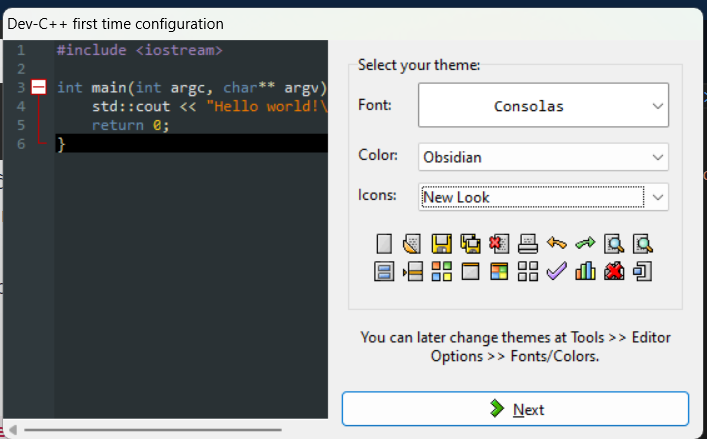 Dev-C++ first time configuration
1 #include <iostream>
2
3 int main(int argc, char** argv)
4 std::cout << "Hello world!\
5 return 0;
6 }
Select your theme:
Font: Consolas
Color: Obsidian
Icons: New Look
You can later change themes at Tools >> Editor
Options >> Fonts/Colors.
Next